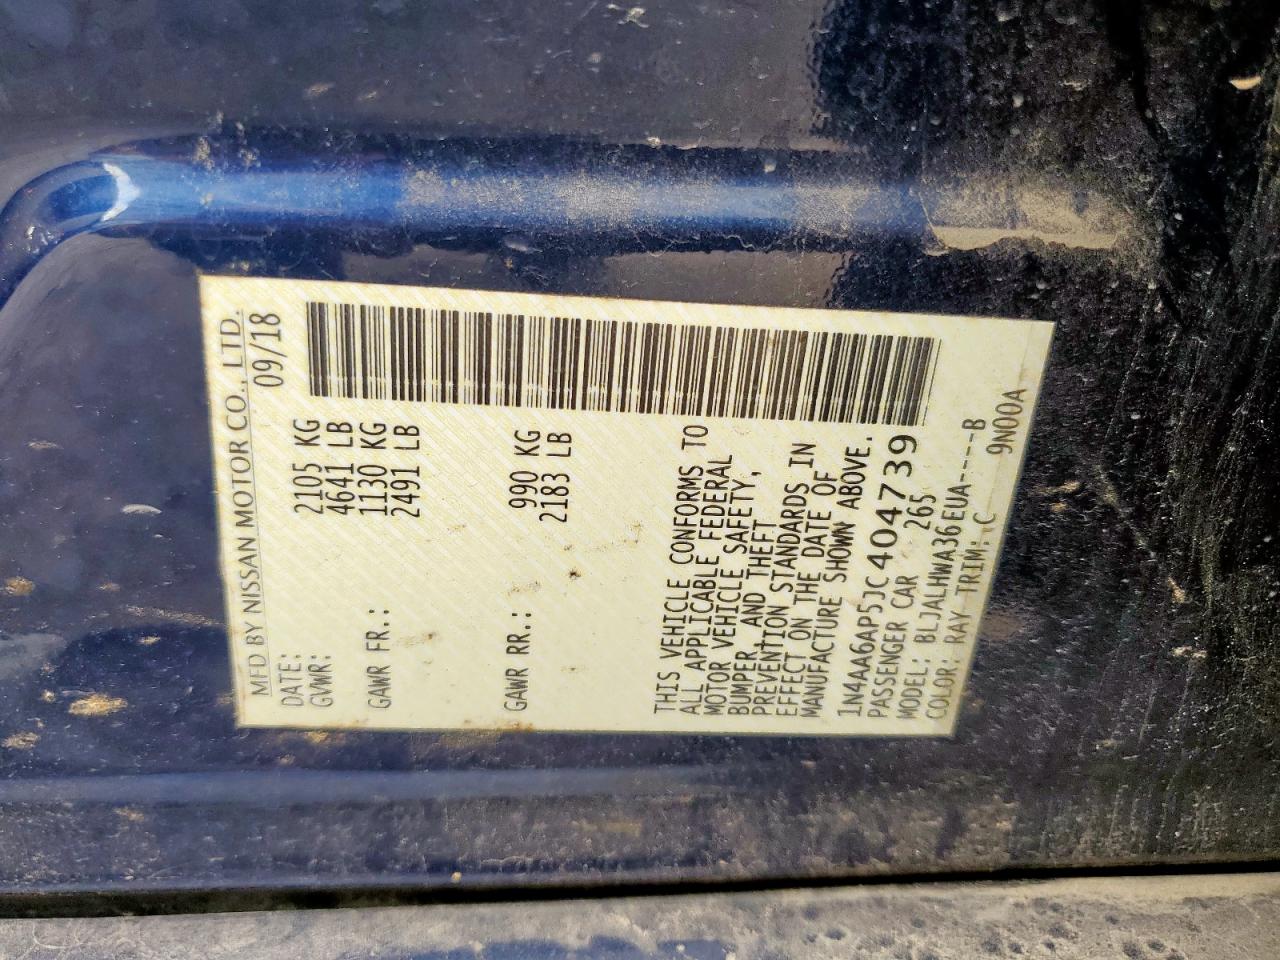 MFD BY NISSAN MOTOR CO., LTD.
DATE: 09/18
GVWR: 2105 KG
4641 LB
GAWR FR.: 1130 KG
2491 LB
GAWR RR.: 990 KG
2183 LB
THIS VEHICLE CONFORMS TO
ALL APPLICABLE FEDERAL
MOTOR VEHICLE SAFETY,
BUMPER, AND THEFT
PREVENTION STANDARDS IN
EFFECT ON THE DATE OF
MANUFACTURE SHOWN ABOVE.
1N4AA6AP5JC404739
PASSENGER CAR 265
MODEL: BLJALHWA36EUA----B
COLOR: RAY TRIM: C 9N00A